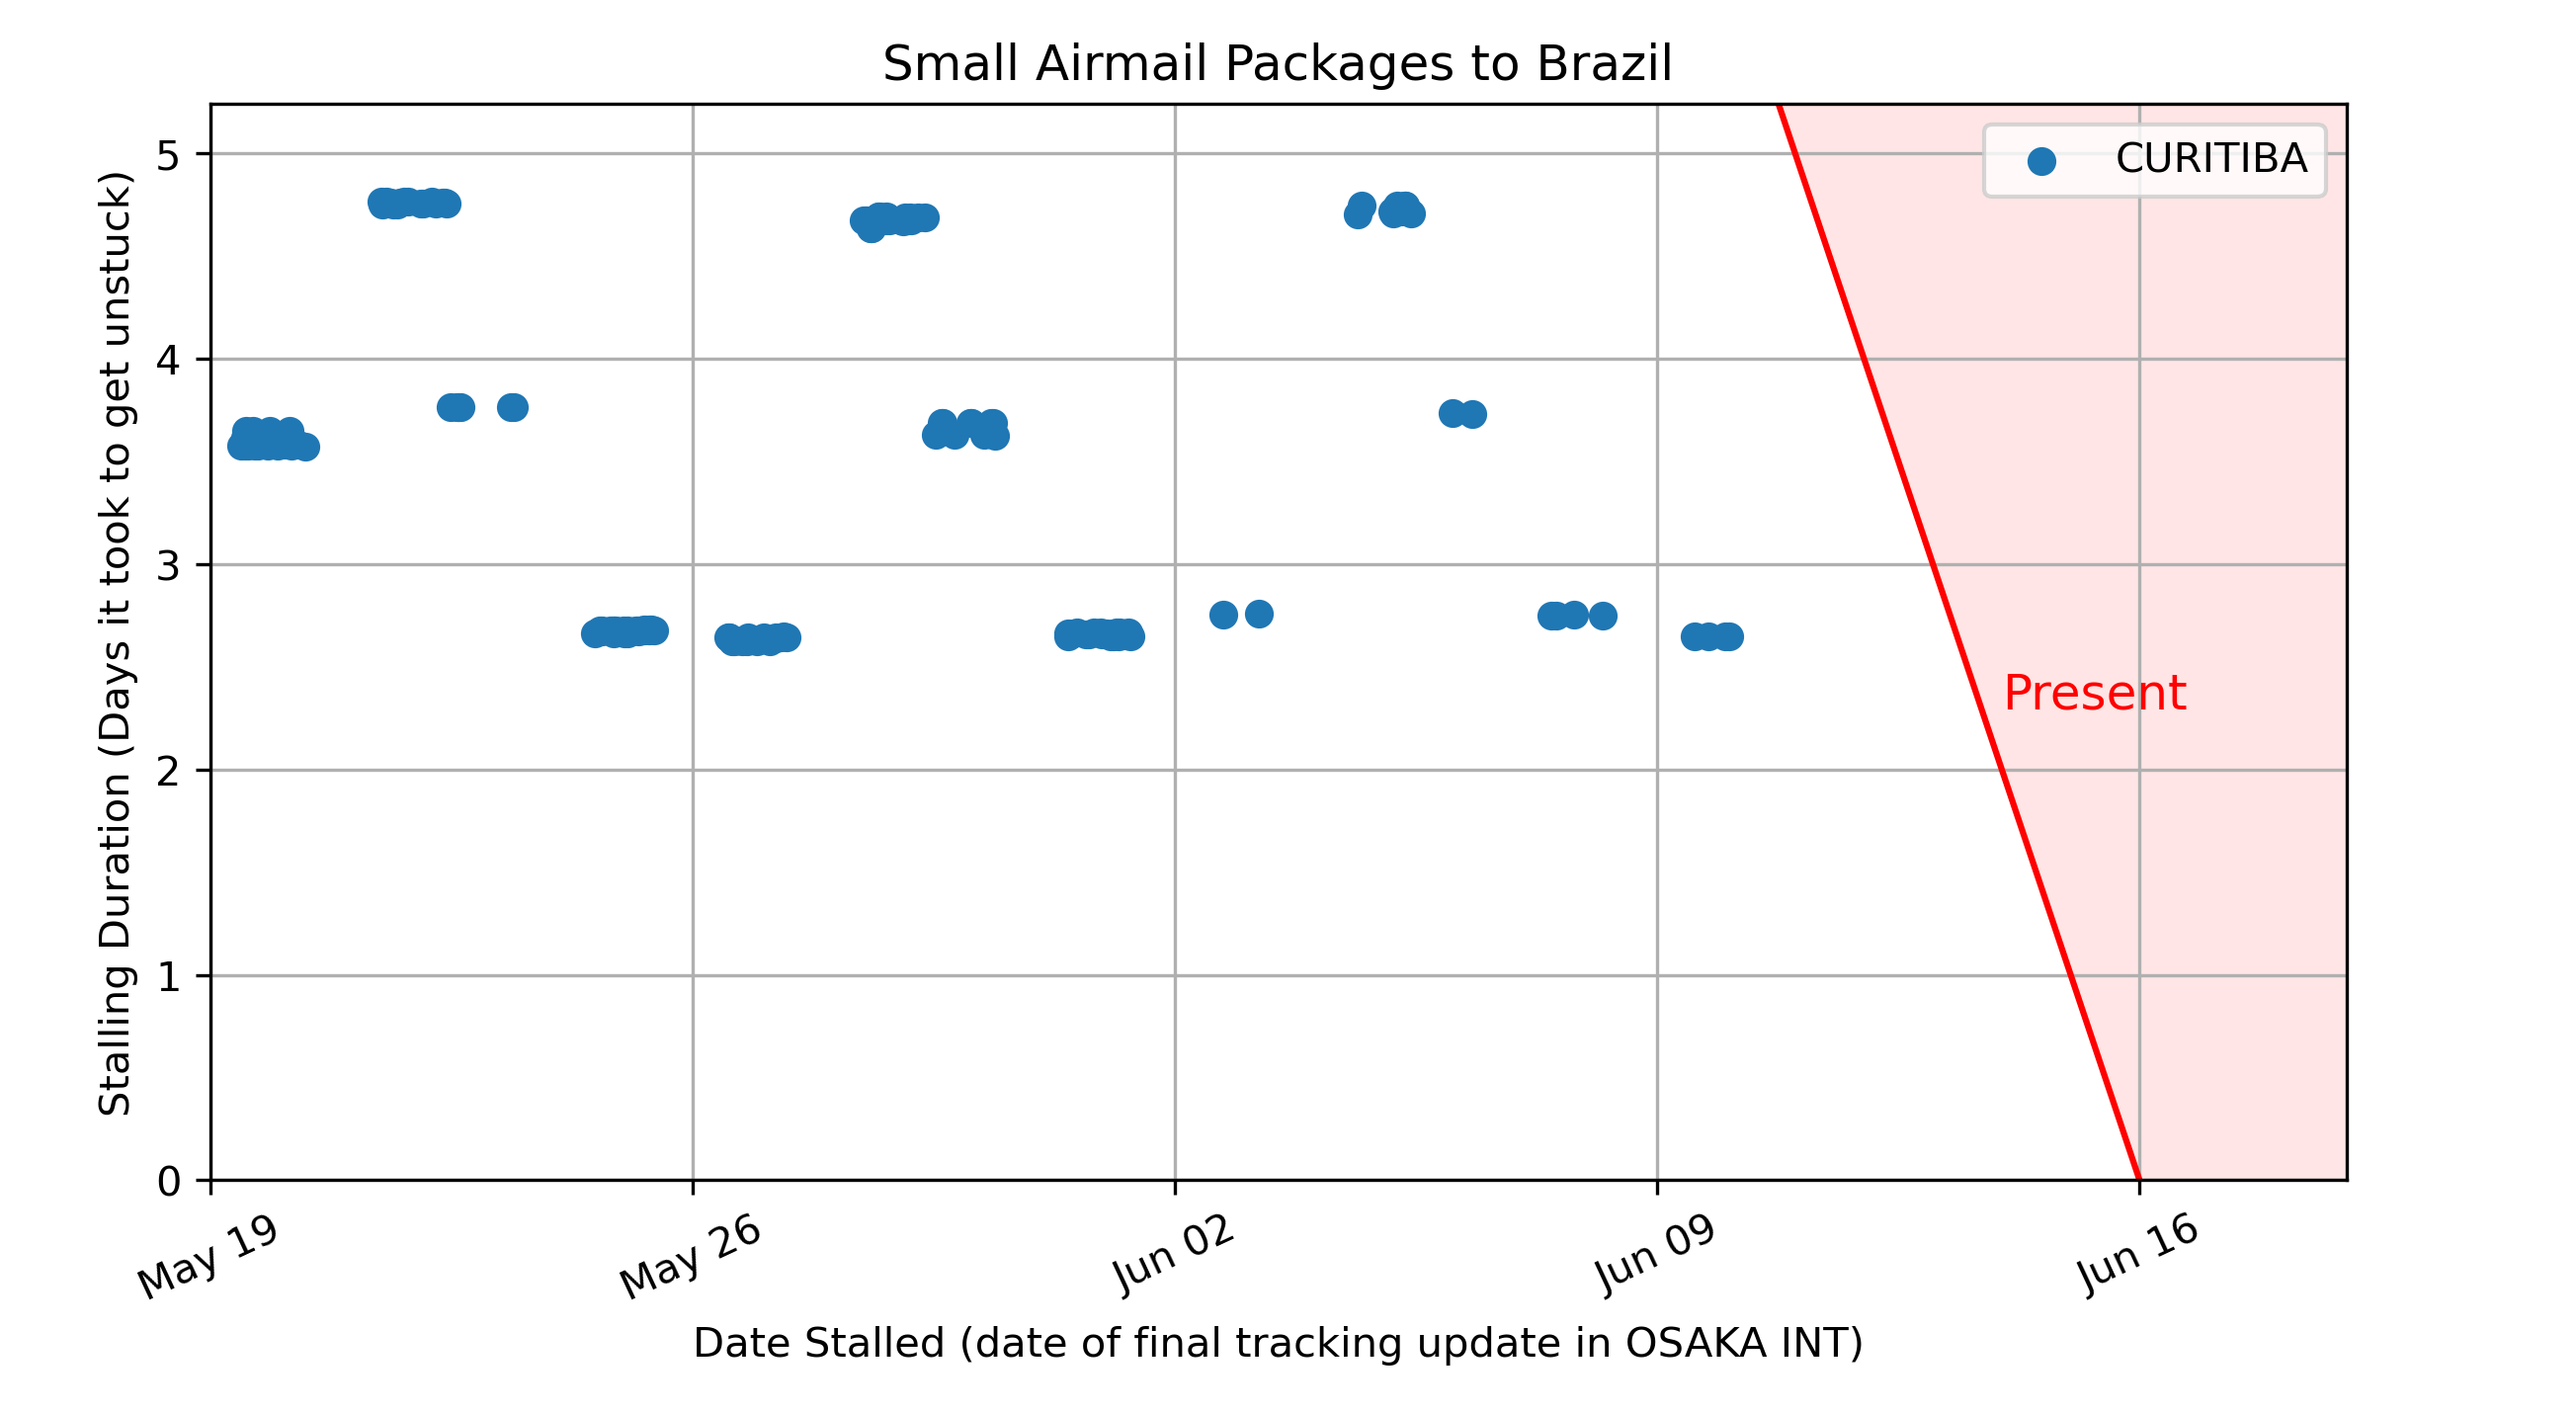 Small Airmail Packages to Brazil
CURITIBA
Present
Stalling Duration (Days it took to get unstuck)
5
4
3
2
1
0
May 19
May 26
Jun 02
Jun 09
Jun 16
Date Stalled (date of final tracking update in OSAKA INT)